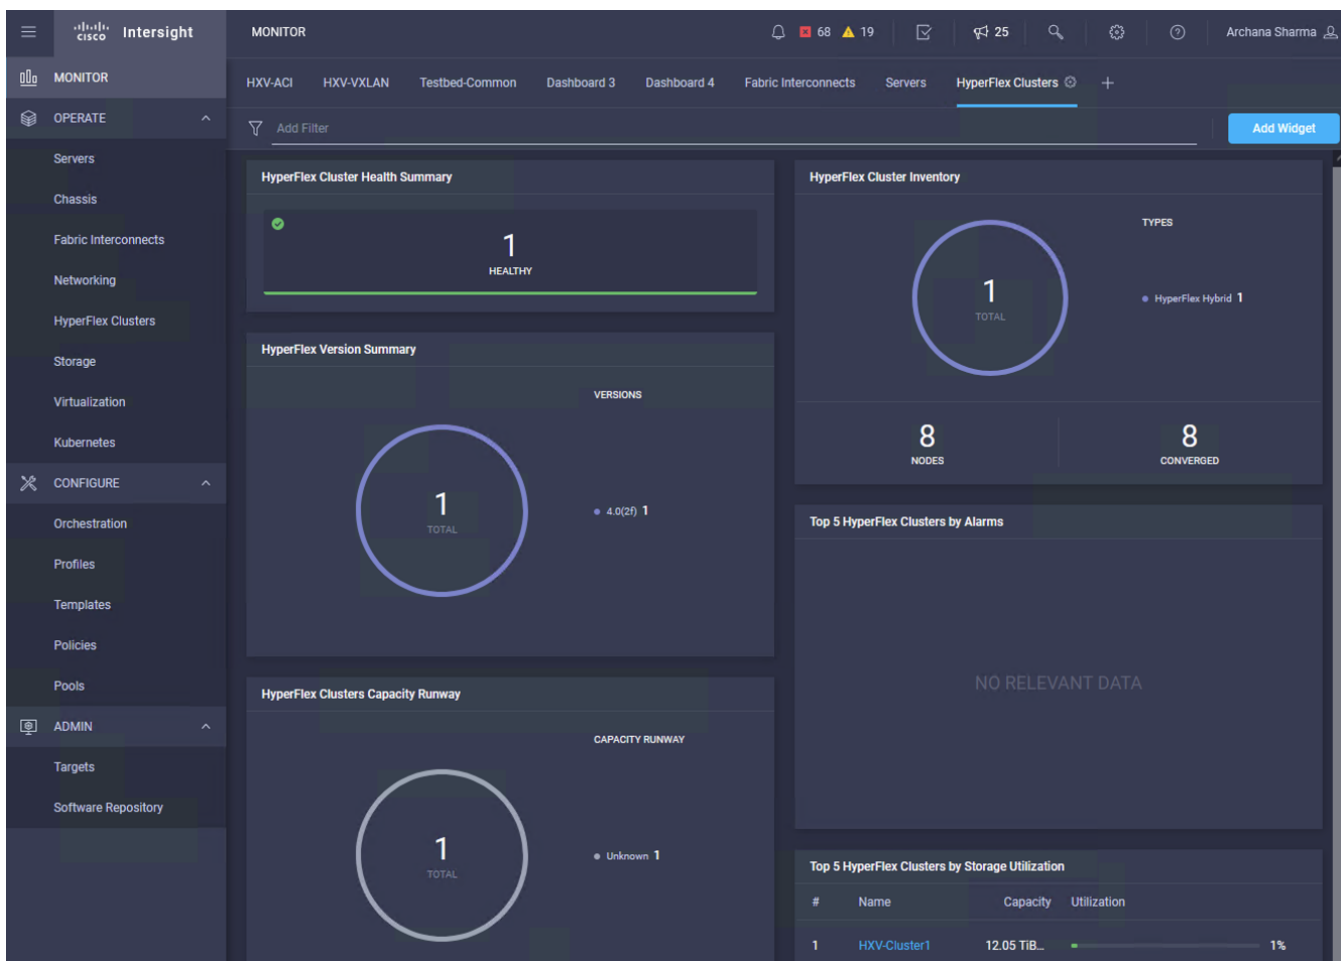 cisco Intersight
MONITOR
68 19
25
Archana Sharma
MONITOR
OPERATE
Servers
Chassis
Fabric Interconnects
Networking
HyperFlex Clusters
Storage
Virtualization
Kubernetes
CONFIGURE
Orchestration
Profiles
Templates
Policies
Pools
ADMIN
Targets
Software Repository
HXV-ACI HXV-VXLAN Testbed-Common Dashboard 3 Dashboard 4 Fabric Interconnects Servers HyperFlex Clusters +
Add Filter
Add Widget
HyperFlex Cluster Health Summary
1
HEALTHY
HyperFlex Version Summary
VERSIONS
1
TOTAL
4.0(2f) 1
HyperFlex Clusters Capacity Runway
CAPACITY RUNWAY
1
TOTAL
Unknown 1
HyperFlex Cluster Inventory
TYPES
1
TOTAL
HyperFlex Hybrid 1
8
NODES
8
CONVERGED
Top 5 HyperFlex Clusters by Alarms
NO RELEVANT DATA
Top 5 HyperFlex Clusters by Storage Utilization
# Name Capacity Utilization
1 HXV-Cluster1 12.05 TiB... 1%